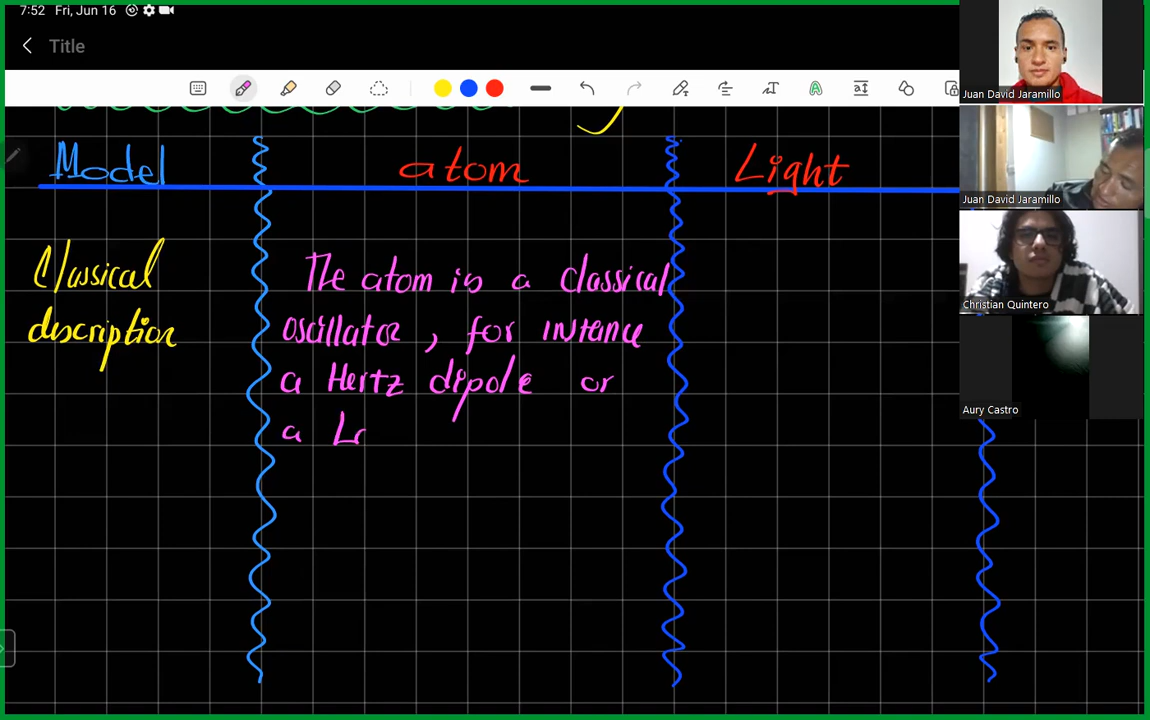 7:52 Fri, Jun 16
Title
Model atom Light
Classical
description
The atom is a classical
oscillator, for instance
a Hertz dipole or
a Lo
Juan David Jaramillo
Juan David Jaramillo
Christian Quintero
Aury Castro